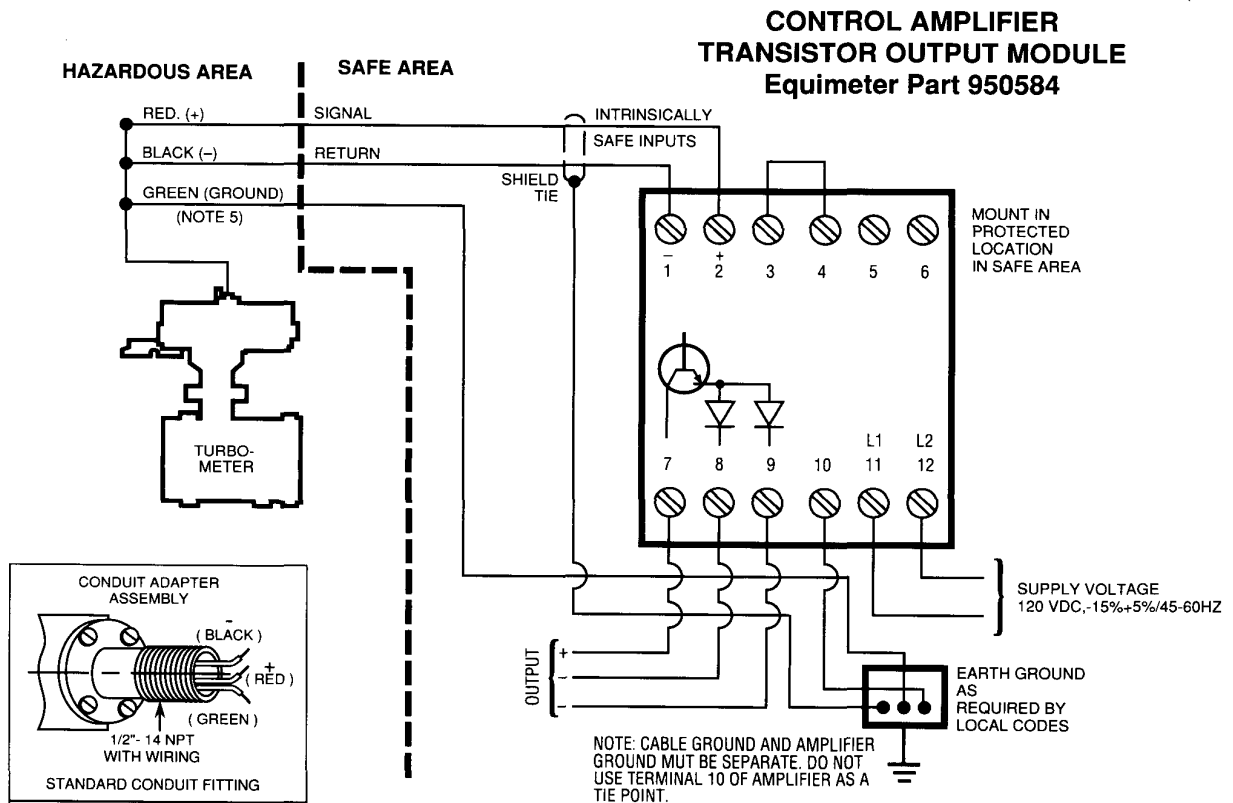 CONTROL AMPLIFIER
TRANSISTOR OUTPUT MODULE
Equimeter Part 950584
HAZARDOUS AREA
SAFE AREA
RED. (+)
SIGNAL
INTRINSICALLY
SAFE INPUTS
BLACK (–)
RETURN
SHIELD
TIE
GREEN (GROUND)
(NOTE 5)
MOUNT IN
PROTECTED
LOCATION
IN SAFE AREA
– +
1 2 3 4 5 6
TURBO-
METER
L1 L2
7 8 9 10 11 12
SUPPLY VOLTAGE
120 VDC,-15%+5%/45-60HZ
OUTPUT
+
–
–
EARTH GROUND
AS
REQUIRED BY
LOCAL CODES
NOTE: CABLE GROUND AND AMPLIFIER
GROUND MUT BE SEPARATE. DO NOT
USE TERMINAL 10 OF AMPLIFIER AS A
TIE POINT.
CONDUIT ADAPTER
ASSEMBLY
–
( BLACK )
+
( RED )
( GREEN )
1/2"- 14 NPT
WITH WIRING
STANDARD CONDUIT FITTING